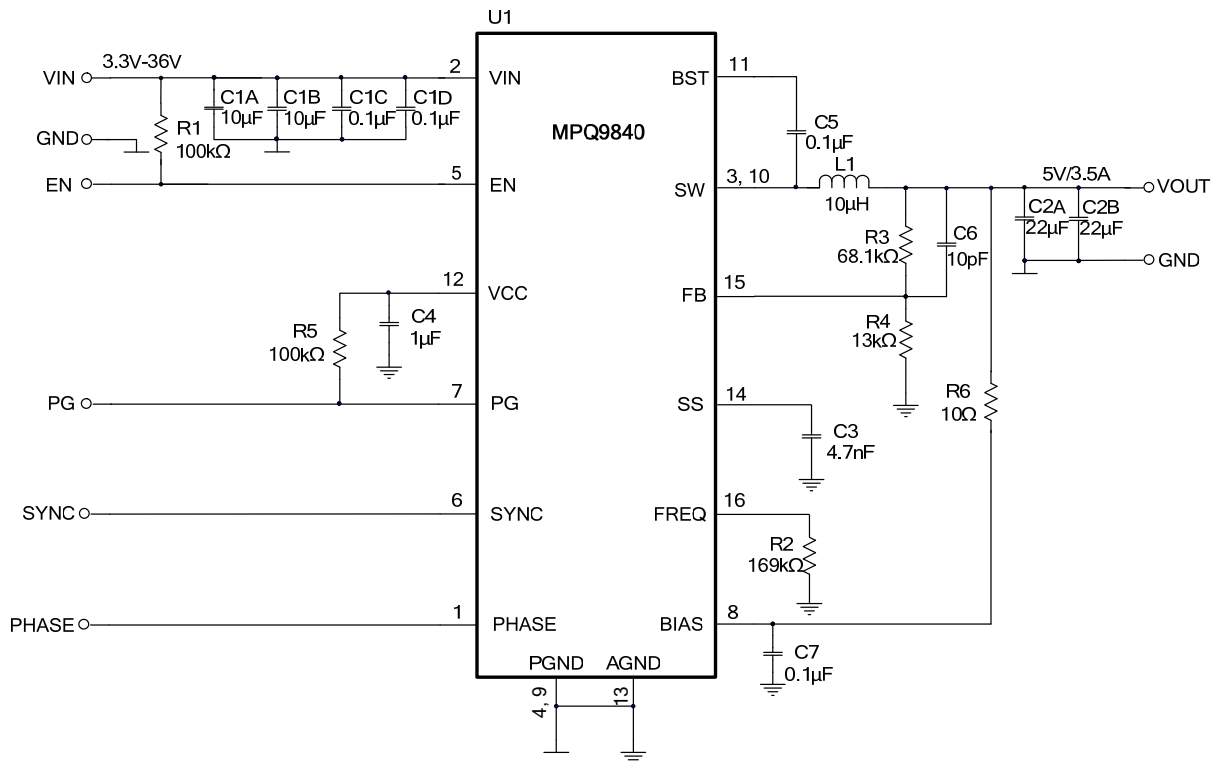 U1
MPQ9840
VIN
3.3V-36V
2
VIN
C1A
10µF
C1B
10µF
C1C
0.1µF
C1D
0.1µF
GND
R1
100kΩ
EN
5
EN
12
VCC
C4
1µF
R5
100kΩ
PG
7
PG
SYNC
6
SYNC
PHASE
1
PHASE
PGND
AGND
4, 9
13
BST
11
C5
0.1µF
SW
3, 10
L1
10µH
5V/3.5A
VOUT
C2A
22µF
C2B
22µF
GND
R3
68.1kΩ
C6
10pF
FB
15
R4
13kΩ
SS
14
C3
4.7nF
R6
10Ω
FREQ
16
R2
169kΩ
BIAS
8
C7
0.1µF